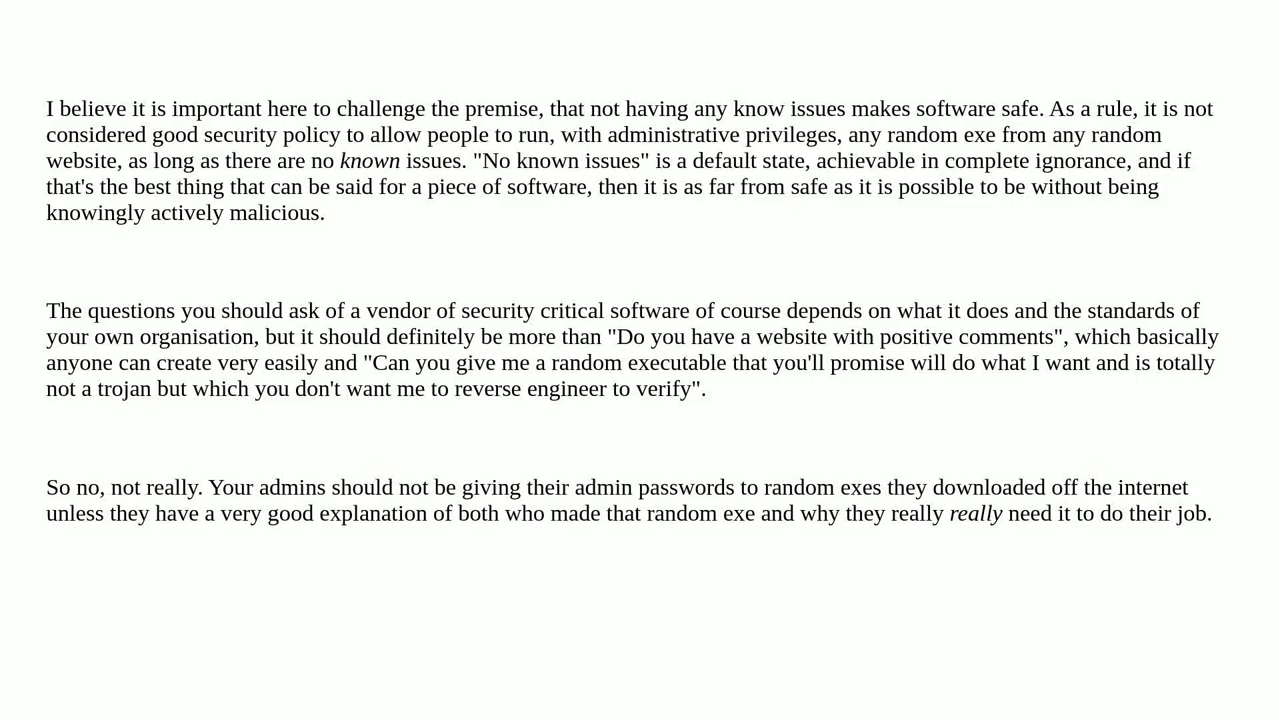 I believe it is important here to challenge the premise, that not having any know issues makes software safe. As a rule, it is not
considered good security policy to allow people to run, with administrative privileges, any random exe from any random
website, as long as there are no known issues. "No known issues" is a default state, achievable in complete ignorance, and if
that's the best thing that can be said for a piece of software, then it is as far from safe as it is possible to be without being
knowingly actively malicious.
The questions you should ask of a vendor of security critical software of course depends on what it does and the standards of
your own organisation, but it should definitely be more than "Do you have a website with positive comments", which basically
anyone can create very easily and "Can you give me a random executable that you'll promise will do what I want and is totally
not a trojan but which you don't want me to reverse engineer to verify".
So no, not really. Your admins should not be giving their admin passwords to random exes they downloaded off the internet
unless they have a very good explanation of both who made that random exe and why they really really need it to do their job.